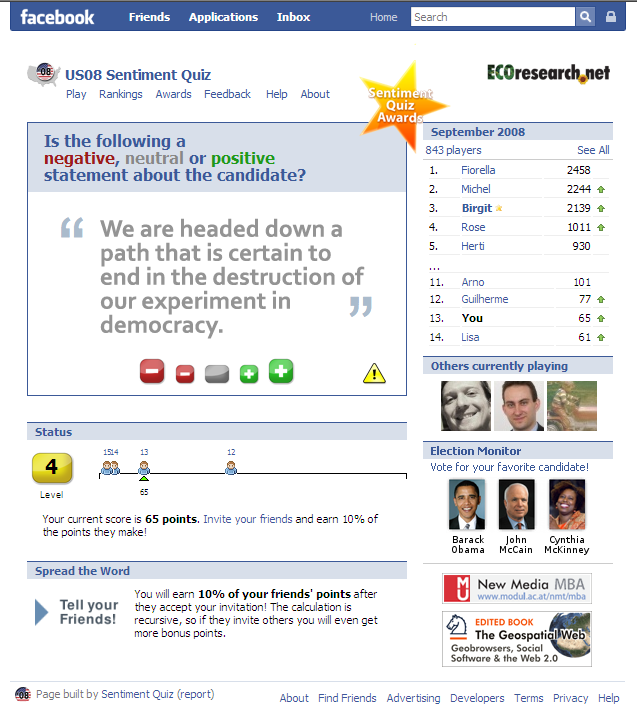 facebook Friends Applications Inbox Home Search
08 US08 Sentiment Quiz
Play Rankings Awards Feedback Help About
Sentiment
Quiz
Awards
ECOresearch.net
Is the following a
negative, neutral or positive
statement about the candidate?
“ We are headed down a
path that is certain to
end in the destruction of
our experiment in
democracy. ”
September 2008
843 players See All
1. Fiorella 2458
2. Michel 2244
3. Birgit 2139
4. Rose 1011
5. Herti 930
...
11. Arno 101
12. Guilherme 77
13. You 65
14. Lisa 61
Others currently playing
Status
4
Level
1514 13 12
65
Your current score is 65 points. Invite your friends and earn 10% of
the points they make!
Election Monitor
Vote for your favorite candidate!
Barack
Obama
John
McCain
Cynthia
McKinney
Spread the Word
Tell your
Friends!
You will earn 10% of your friends' points after
they accept your invitation! The calculation is
recursive, so if they invite others you will even get
more bonus points.
MU New Media MBA
www.modul.ac.at/nmt/mba
EDITED BOOK
The Geospatial Web
Geobrowsers, Social
Software & the Web 2.0
08 Page built by Sentiment Quiz (report)
About Find Friends Advertising Developers Terms Privacy Help